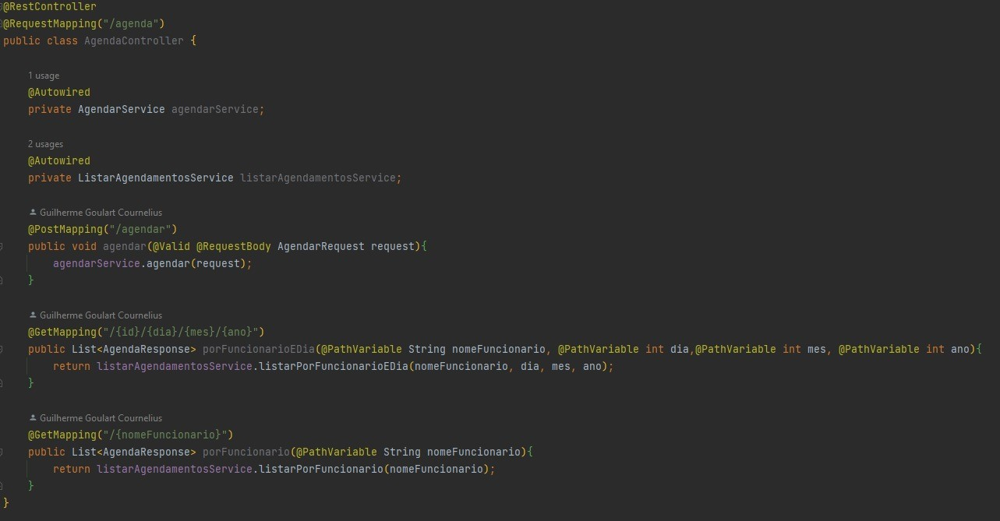 @RestController
@RequestMapping("/agenda")
public class AgendaController {
1 usage
@Autowired
private AgendarService agendarService;
2 usages
@Autowired
private ListarAgendamentosService listarAgendamentosService;
Guilherme Goulart Cournelius
@PostMapping("/agendar")
public void agendar(@Valid @RequestBody AgendarRequest request){
agendarService.agendar(request);
}
Guilherme Goulart Cournelius
@GetMapping("/{id}/{dia}/{mes}/{ano}")
public List<AgendaResponse> porFuncionarioEDia(@PathVariable String nomeFuncionario, @PathVariable int dia,@PathVariable int mes, @PathVariable int ano){
return listarAgendamentosService.listarPorFuncionarioEDia(nomeFuncionario, dia, mes, ano);
}
Guilherme Goulart Cournelius
@GetMapping("/{nomeFuncionario}")
public List<AgendaResponse> porFuncionario(@PathVariable String nomeFuncionario){
return listarAgendamentosService.listarPorFuncionario(nomeFuncionario);
}
}